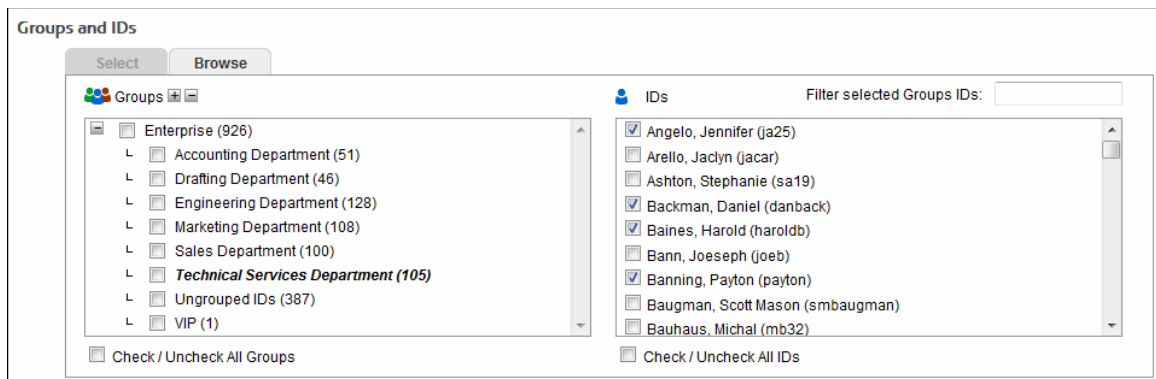 Groups and IDs
Select
Browse
Groups
Enterprise (926)
Accounting Department (51)
Drafting Department (46)
Engineering Department (128)
Marketing Department (108)
Sales Department (100)
Technical Services Department (105)
Ungrouped IDs (387)
VIP (1)
Check / Uncheck All Groups
IDs
Filter selected Groups IDs:
Angelo, Jennifer (ja25)
Arello, Jaclyn (jacar)
Ashton, Stephanie (sa19)
Backman, Daniel (danback)
Baines, Harold (haroldb)
Bann, Joeseph (joeb)
Banning, Payton (payton)
Baugman, Scott Mason (smbaugman)
Bauhaus, Michal (mb32)
Check / Uncheck All IDs